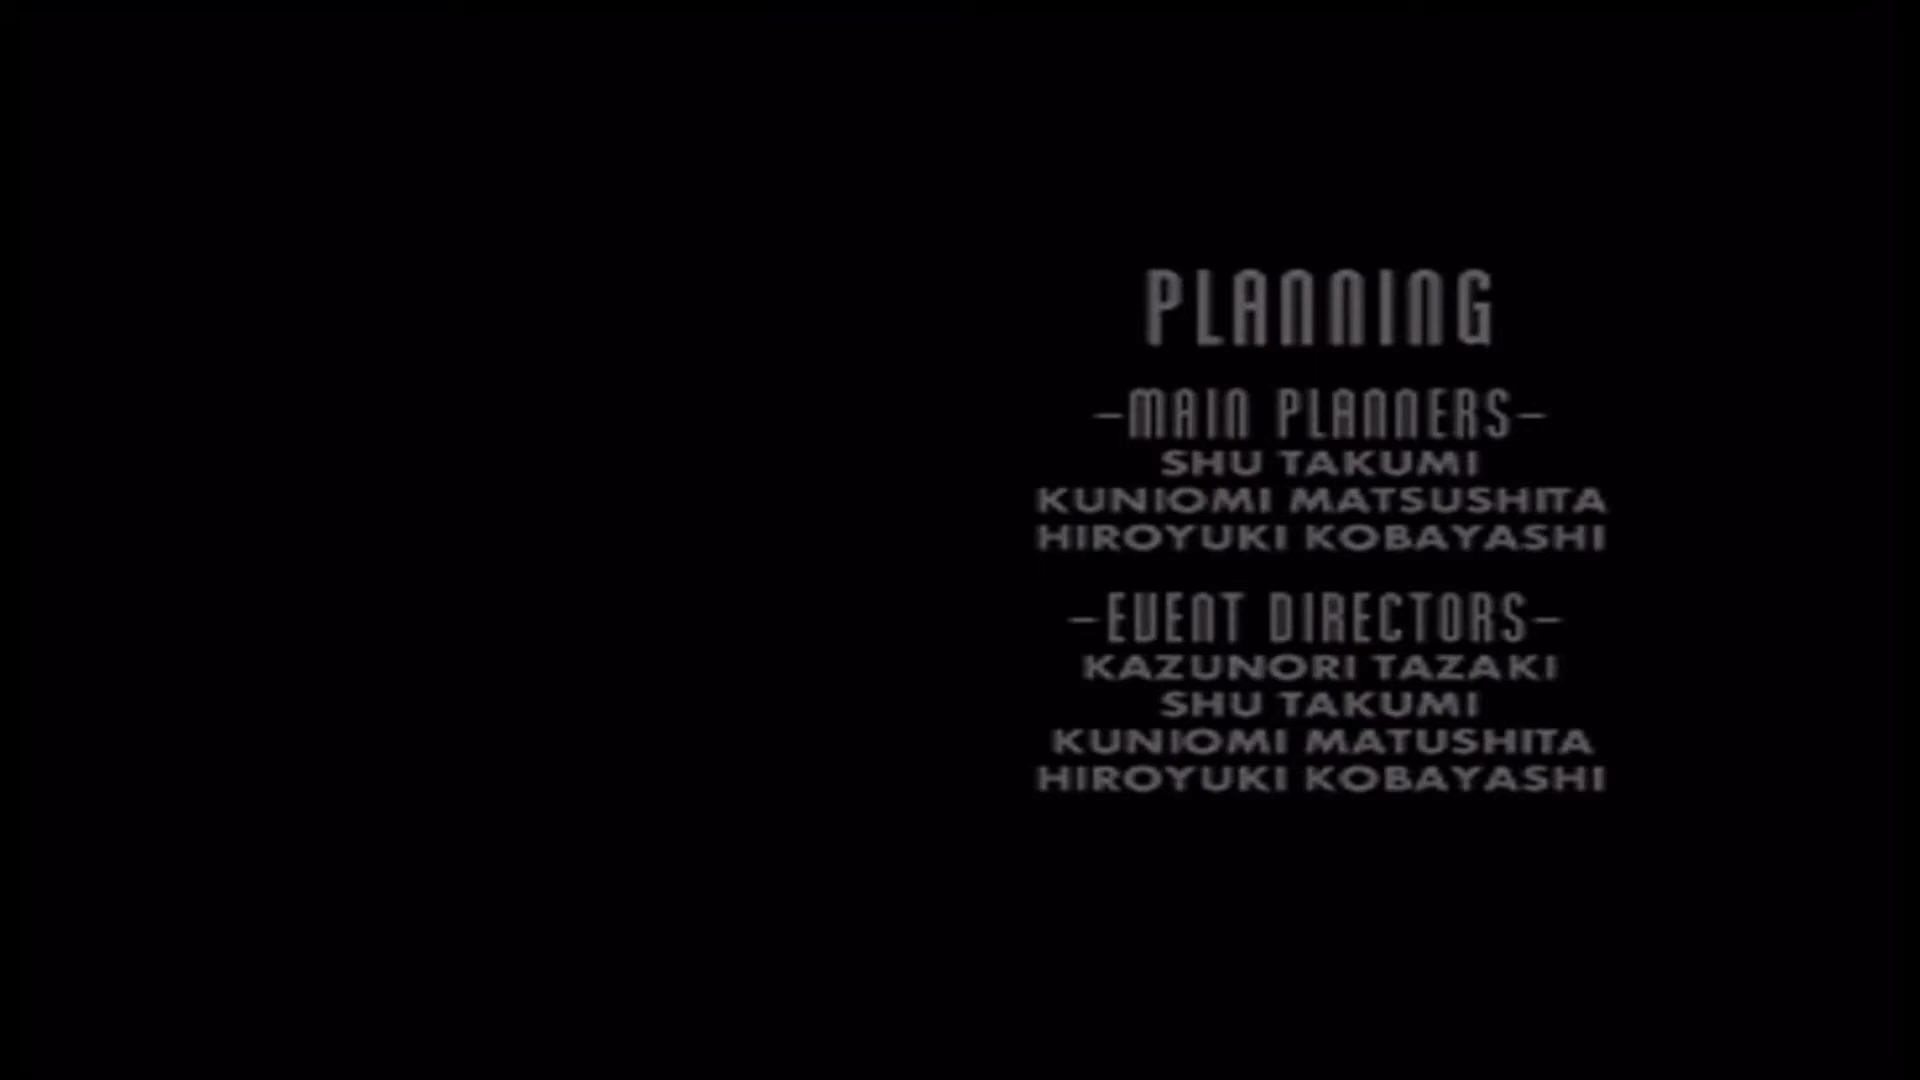 PLANNING
-MAIN PLANNERS-
SHU TAKUMI
KUNIOMI MATSUSHITA
HIROYUKI KOBAYASHI
-EVENT DIRECTORS-
KAZUNORI TAZAKI
SHU TAKUMI
KUNIOMI MATUSHITA
HIROYUKI KOBAYASHI